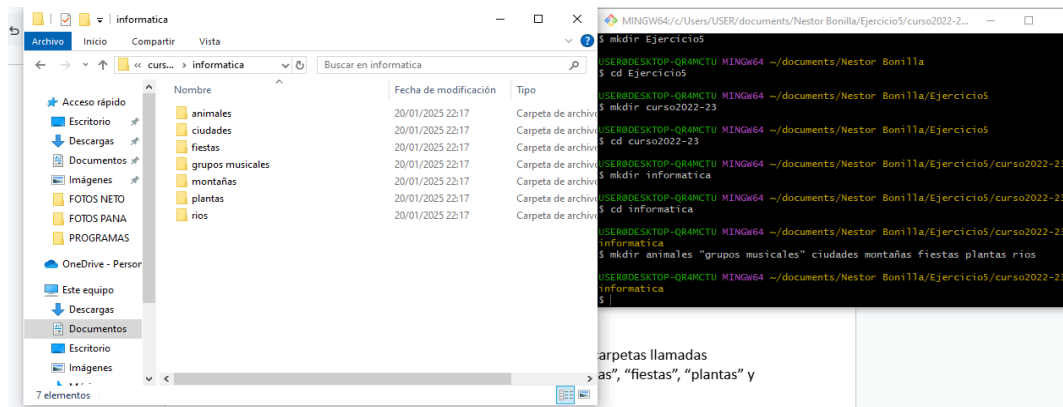 informatica
Archivo Inicio Compartir Vista
« curs... > informatica
Buscar en informatica
Nombre Fecha de modificación Tipo
Acceso rápido
Escritorio
Descargas
Documentos
Imágenes
FOTOS NETO
FOTOS PANA
PROGRAMAS
OneDrive - Person
Este equipo
Descargas
Documentos
Escritorio
Imágenes
animales 20/01/2025 22:17 Carpeta de archivo
ciudades 20/01/2025 22:17 Carpeta de archivo
fiestas 20/01/2025 22:17 Carpeta de archivo
grupos musicales 20/01/2025 22:17 Carpeta de archivo
montañas 20/01/2025 22:17 Carpeta de archivo
plantas 20/01/2025 22:17 Carpeta de archivo
rios 20/01/2025 22:17 Carpeta de archivo
7 elementos
MINGW64:/c/Users/USER/documents/Nestor Bonilla/Ejercicio5/curso2022-2...
$ mkdir Ejercicio5
USER@DESKTOP-QR4MCTU MINGW64 ~/documents/Nestor Bonilla
$ cd Ejercicio5
USER@DESKTOP-QR4MCTU MINGW64 ~/documents/Nestor Bonilla/Ejercicio5
$ mkdir curso2022-23
USER@DESKTOP-QR4MCTU MINGW64 ~/documents/Nestor Bonilla/Ejercicio5
$ cd curso2022-23
USER@DESKTOP-QR4MCTU MINGW64 ~/documents/Nestor Bonilla/Ejercicio5/curso2022-23
$ mkdir informatica
USER@DESKTOP-QR4MCTU MINGW64 ~/documents/Nestor Bonilla/Ejercicio5/curso2022-23
$ cd informatica
USER@DESKTOP-QR4MCTU MINGW64 ~/documents/Nestor Bonilla/Ejercicio5/curso2022-23
informatica
$ mkdir animales "grupos musicales" ciudades montañas fiestas plantas rios
USER@DESKTOP-QR4MCTU MINGW64 ~/documents/Nestor Bonilla/Ejercicio5/curso2022-23
informatica
$
carpetas llamadas
as”, “fiestas”, “plantas” y